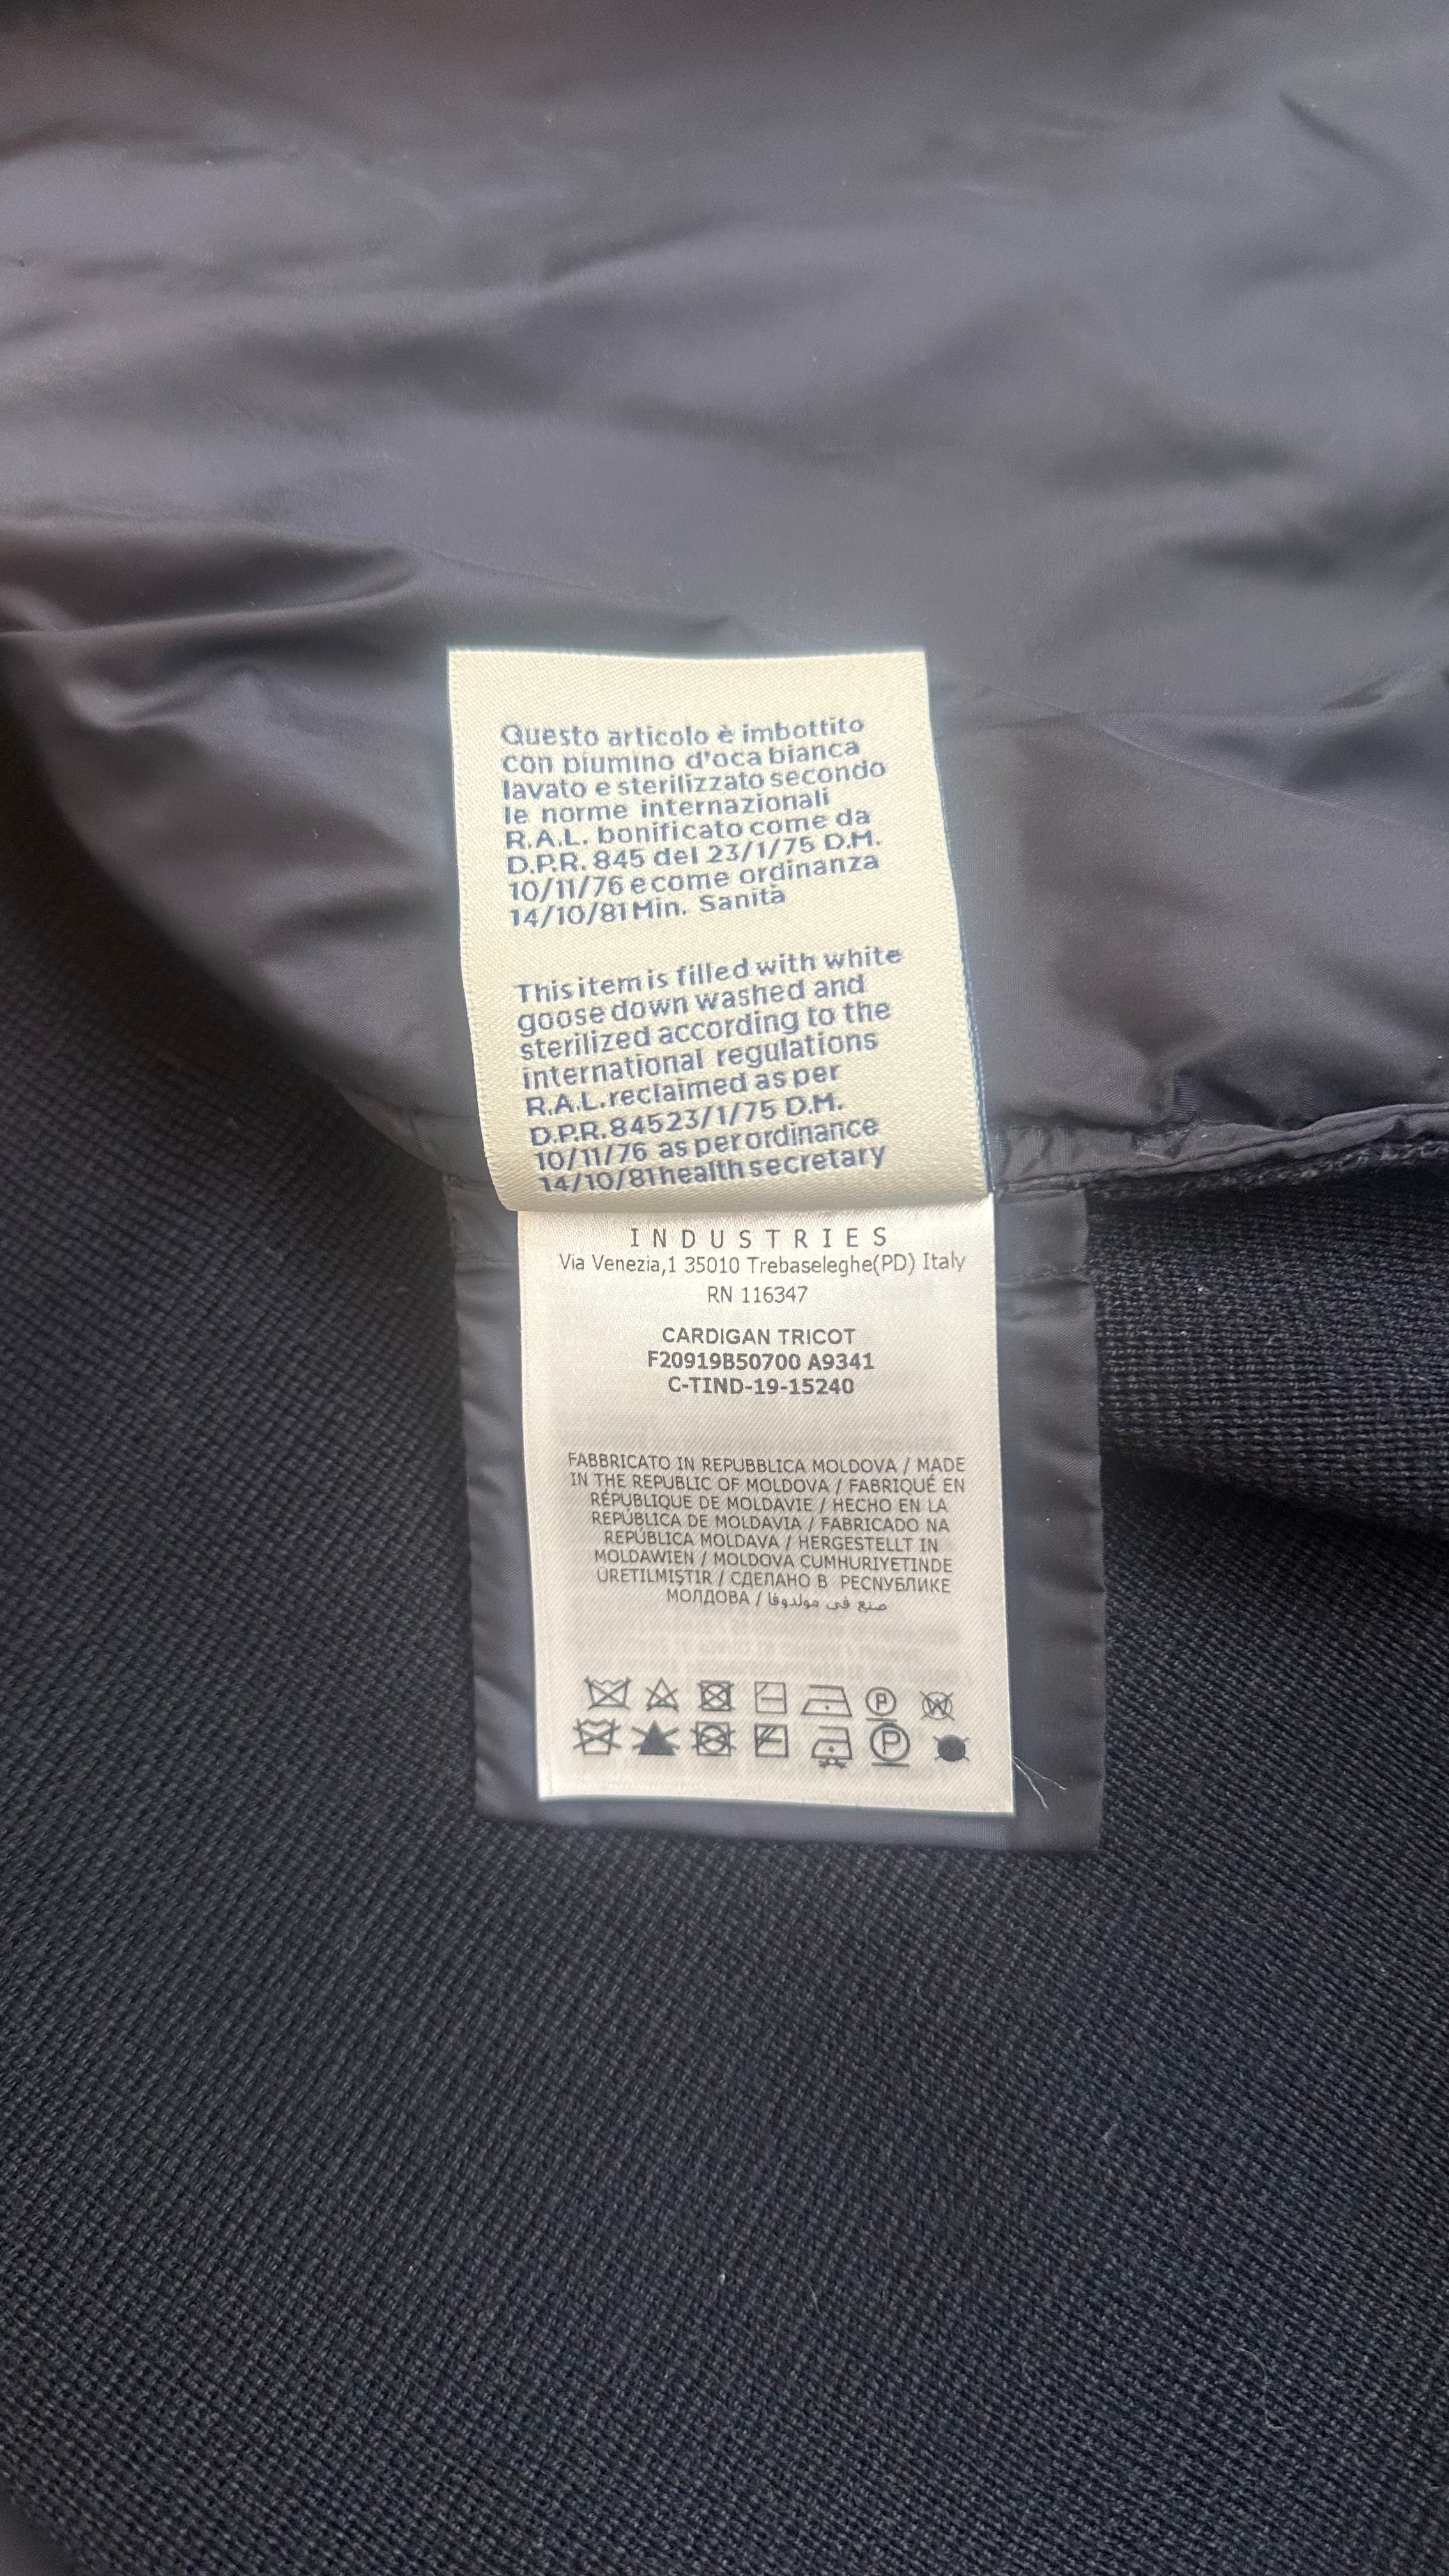 Questo articolo è imbottito
con piumino d'oca bianca
lavato e sterilizzato secondo
le norme internazionali
R.A.L. bonificato come da
D.P.R. 845 del 23/1/75 D.M.
10/11/76 e come ordinanza
14/10/81 Min. Sanità
This item is filled with white
goose down washed and
sterilized according to the
international regulations
R.A.L. reclaimed as per
D.P.R. 845 23/1/75 D.M.
10/11/76 as per ordinance
14/10/81 health secretary
INDUSTRIES
Via Venezia,1 35010 Trebaseleghe(PD) Italy
RN 116347
CARDIGAN TRICOT
F20919B50700 A9341
C-TIND-19-15240
FABBRICATO IN REPUBBLICA MOLDOVA / MADE
IN THE REPUBLIC OF MOLDOVA / FABRIQUÉ EN
RÉPUBLIQUE DE MOLDAVIE / HECHO EN LA
REPÚBLICA DE MOLDAVIA / FABRICADO NA
REPÚBLICA MOLDAVA / HERGESTELLT IN
MOLDAWIEN / MOLDOVA CUMHURIYETINDE
ÜRETILMIŞTIR / СДЕЛАНО В РЕСПУБЛИКЕ
МОЛДОВА / صنع في مولدوفا
P W
P